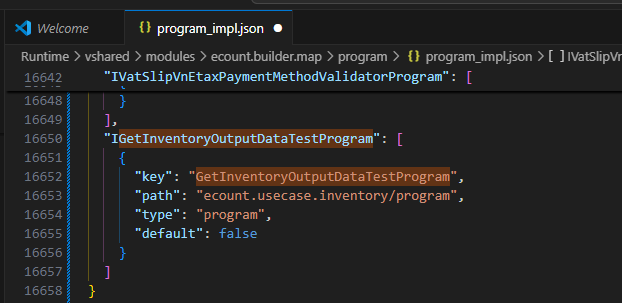 Welcome
{} program_impl.json ●
Runtime > vshared > modules > ecount.builder.map > program > {} program_impl.json > [ ] IVatSlipVn
16642 "IVatSlipVnEtaxPaymentMethodValidatorProgram": [
16648 }
16649 ],
16650 "IGetInventoryOutputDataTestProgram": [
16651 {
16652 "key": "GetInventoryOutputDataTestProgram",
16653 "path": "ecount.usecase.inventory/program",
16654 "type": "program",
16655 "default": false
16656 }
16657 ]
16658 }